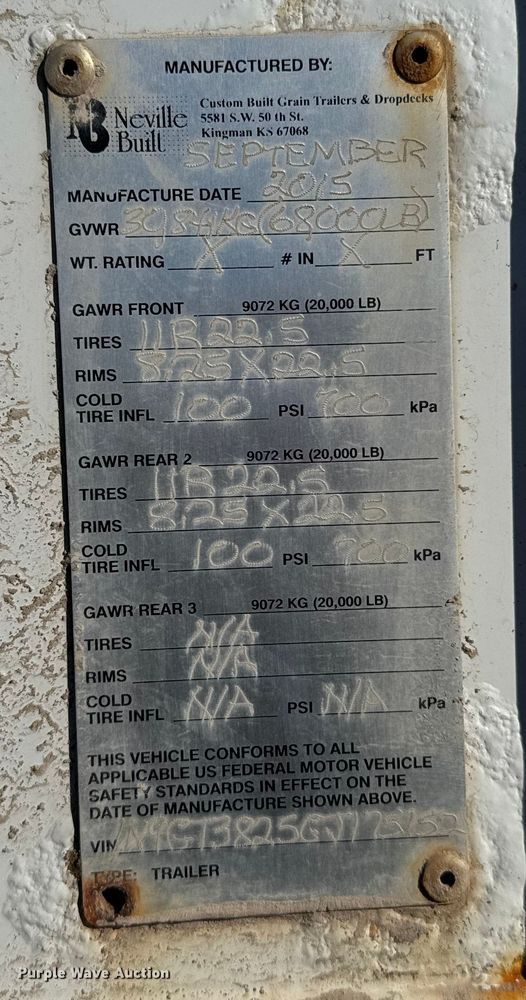 MANUFACTURED BY:
NB Neville Built
Custom Built Grain Trailers & Dropdecks
5581 S.W. 50 th St.
Kingman KS 67068
SEPTEMBER
MANUFACTURE DATE 2015
GVWR (68000LB)
WT. RATING X # IN X FT
GAWR FRONT 9072 KG (20,000 LB)
TIRES 11R22.5
RIMS 8.25 X 22.5
COLD
TIRE INFL 100 PSI 700 kPa
GAWR REAR 2 9072 KG (20,000 LB)
TIRES 11R22.5
RIMS 8.25 X 22.5
COLD
TIRE INFL 100 PSI 700 kPa
GAWR REAR 3 9072 KG (20,000 LB)
TIRES N/A
RIMS N/A
COLD
TIRE INFL N/A PSI N/A kPa
THIS VEHICLE CONFORMS TO ALL
APPLICABLE US FEDERAL MOTOR VEHICLE
SAFETY STANDARDS IN EFFECT ON THE
DATE OF MANUFACTURE SHOWN ABOVE.
VIN
TYPE: TRAILER
Purple Wave Auction